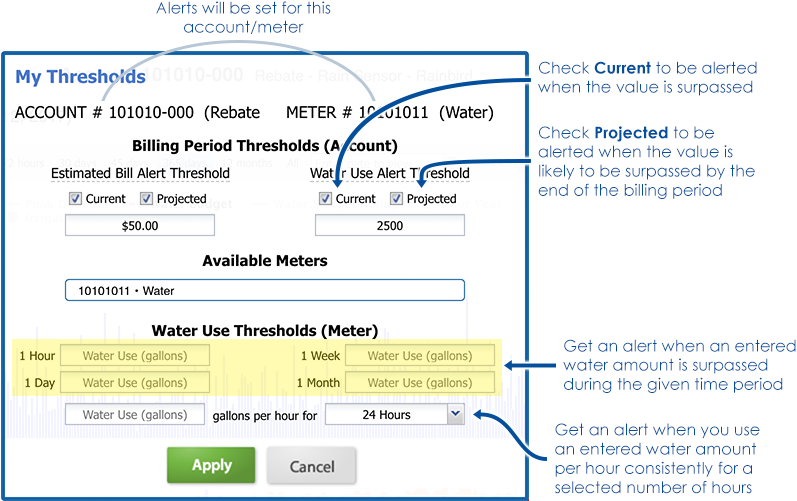 Alerts will be set for this
account/meter
My Thresholds
101010-000 Rebate - Rain Sensor - Rainbird
ACCOUNT # 101010-000 (Rebate METER # 10101011 (Water)
Billing Period Thresholds (Account)
Estimated Bill Alert Threshold Water Use Alert Threshold
Current Projected Current Projected
$50.00 2500
Available Meters
10101011 • Water
Water Use Thresholds (Meter)
1 Hour Water Use (gallons) 1 Week Water Use (gallons)
1 Day Water Use (gallons) 1 Month Water Use (gallons)
Water Use (gallons) gallons per hour for 24 Hours
Apply Cancel
Check Current to be alerted
when the value is surpassed
Check Projected to be
alerted when the value is
likely to be surpassed by the
end of the billing period
Get an alert when an entered
water amount is surpassed
during the given time period
Get an alert when you use
an entered water amount
per hour consistently for a
selected number of hours